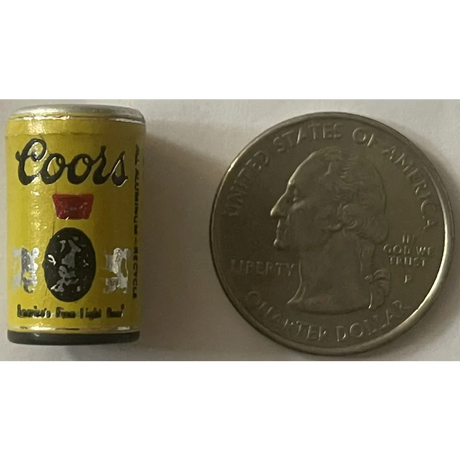 Coors
America's Fine Light Beer
UNITED STATES OF AMERICA
LIBERTY
IN
GOD WE
TRUST
P
QUARTER DOLLAR